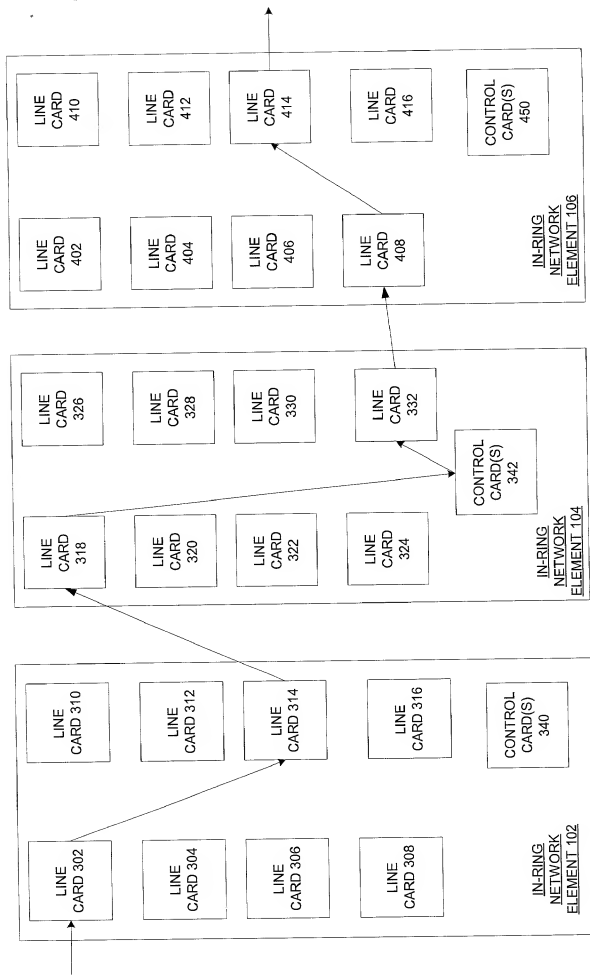 LINE
CARD 302
LINE
CARD 304
LINE
CARD 306
LINE
CARD 308
LINE
CARD 310
LINE
CARD 312
LINE
CARD 314
LINE
CARD 316
CONTROL
CARD(S)
340
IN-RING
NETWORK
ELEMENT 102
LINE
CARD
318
LINE
CARD
320
LINE
CARD
322
LINE
CARD
324
LINE
CARD
326
LINE
CARD
328
LINE
CARD
330
LINE
CARD
332
CONTROL
CARD(S)
342
IN-RING
NETWORK
ELEMENT 104
LINE
CARD
402
LINE
CARD
404
LINE
CARD
406
LINE
CARD
408
LINE
CARD
410
LINE
CARD
412
LINE
CARD
414
LINE
CARD
416
CONTROL
CARD(S)
450
IN-RING
NETWORK
ELEMENT 106